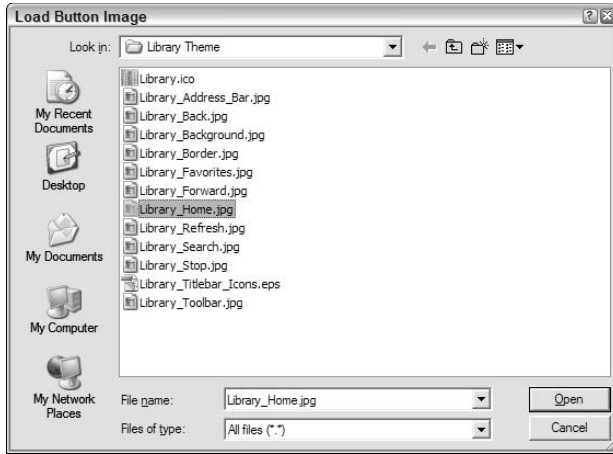 Load Button Image
Look in: Library Theme
My Recent Documents
Desktop
My Documents
My Computer
My Network Places
Library.ico
Library_Address_Bar.jpg
Library_Back.jpg
Library_Background.jpg
Library_Border.jpg
Library_Favorites.jpg
Library_Forward.jpg
Library_Home.jpg
Library_Refresh.jpg
Library_Search.jpg
Library_Stop.jpg
Library_Titlebar_Icons.eps
Library_Toolbar.jpg
File name: Library_Home.jpg Open
Files of type: All files (*.*) Cancel